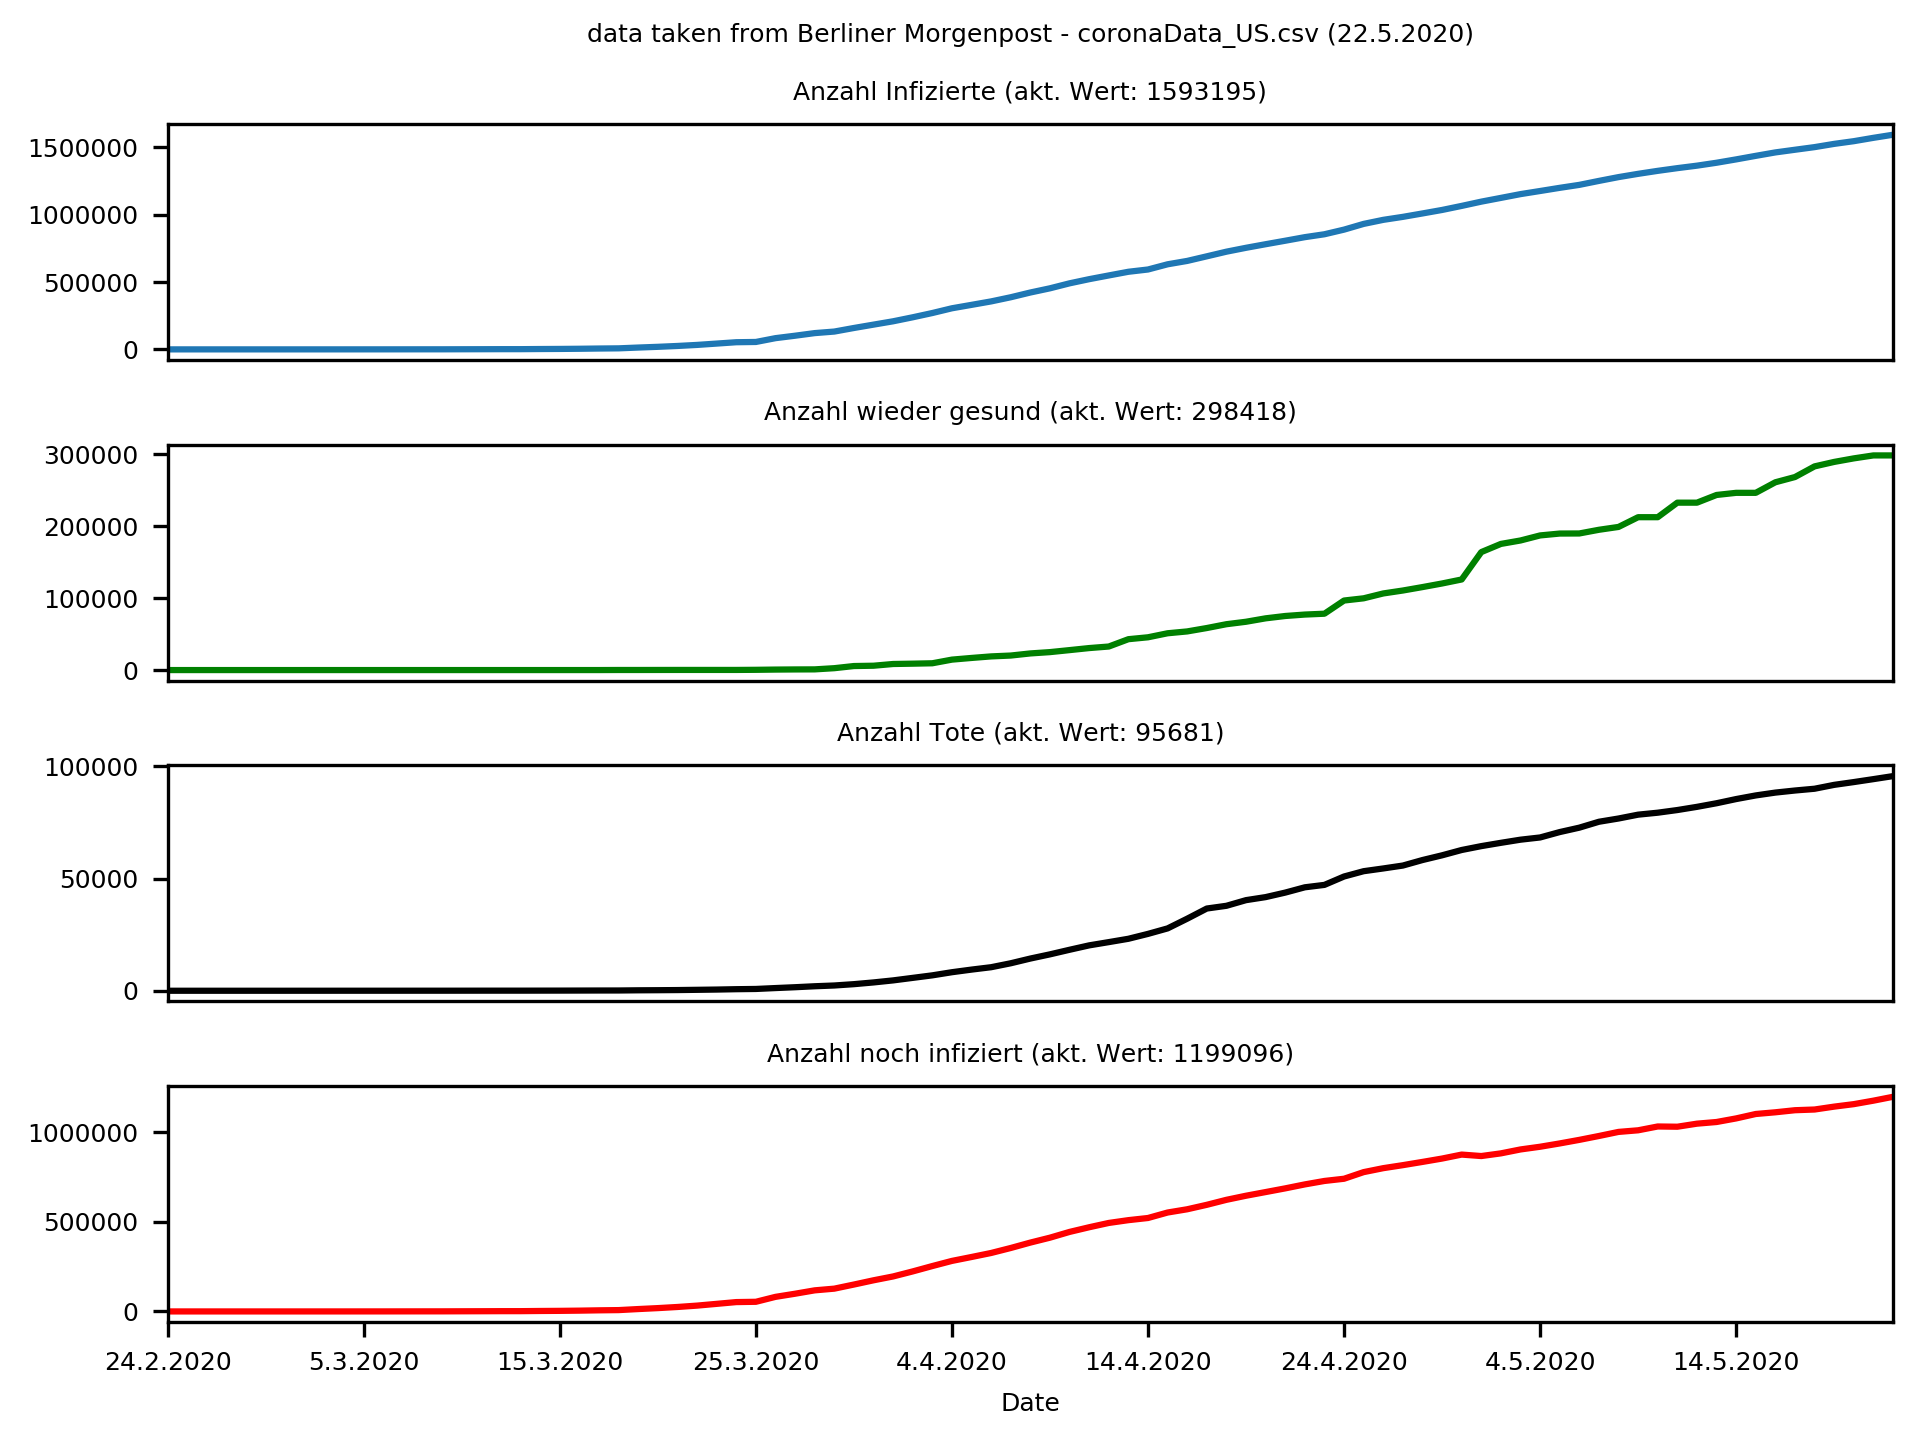 data taken from Berliner Morgenpost - coronaData_US.csv (22.5.2020)
Anzahl Infizierte (akt. Wert: 1593195)
1500000
1000000
500000
0
Anzahl wieder gesund (akt. Wert: 298418)
300000
200000
100000
0
Anzahl Tote (akt. Wert: 95681)
100000
50000
0
Anzahl noch infiziert (akt. Wert: 1199096)
1000000
500000
0
24.2.2020 5.3.2020 15.3.2020 25.3.2020 4.4.2020 14.4.2020 24.4.2020 4.5.2020 14.5.2020
Date